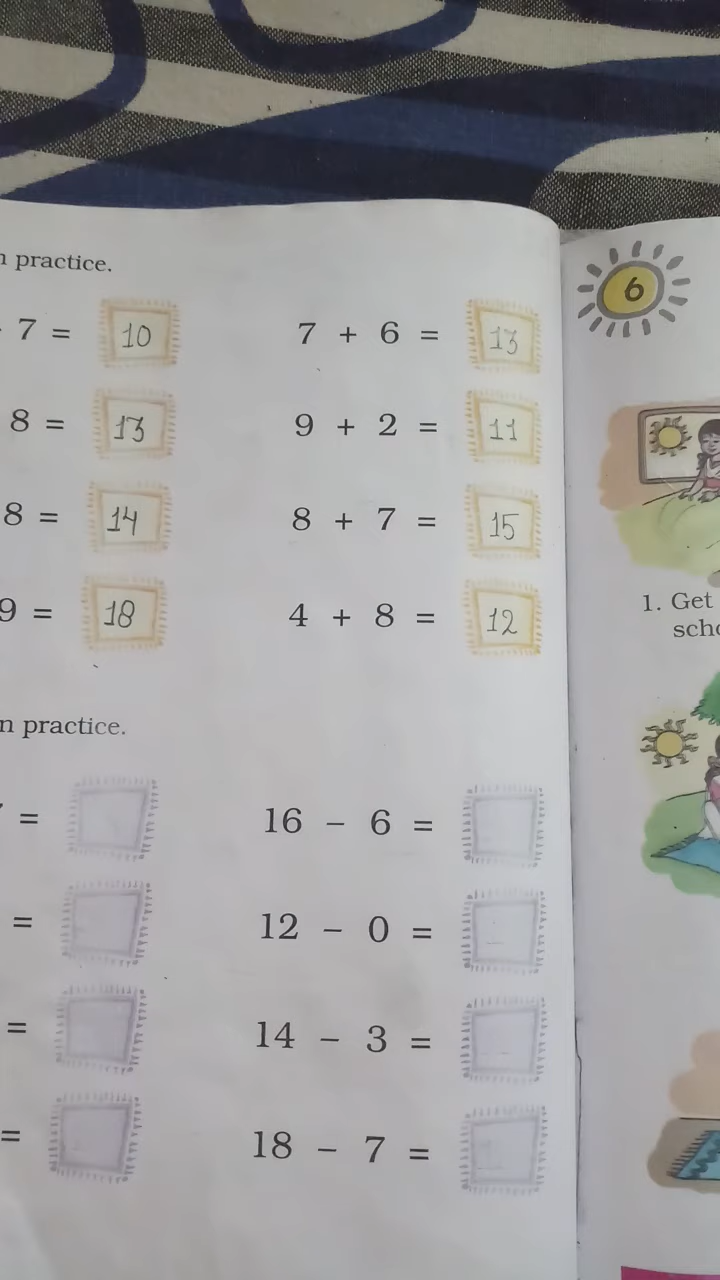 practice.
7 = 10 7 + 6 = 13
8 = 13 9 + 2 = 11
8 = 14 8 + 7 = 15
9 = 18 4 + 8 = 12
practice.
= 16 – 6 =
= 12 – 0 =
= 14 – 3 =
= 18 – 7 =
6
1. Get